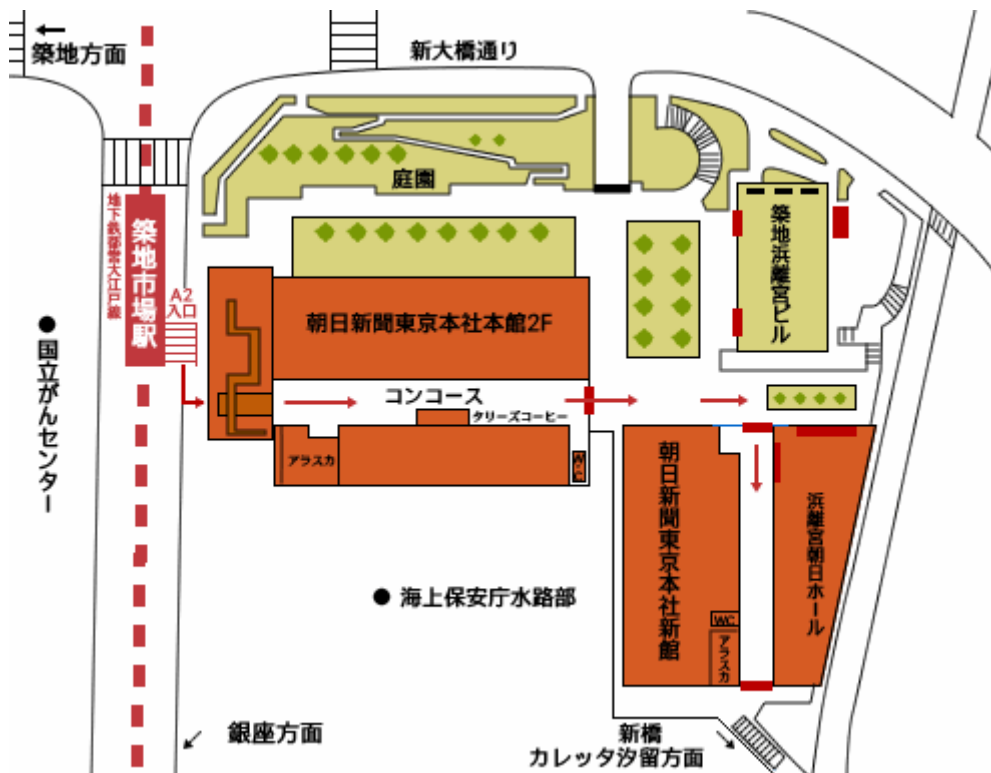 築地方面
新大橋通り
庭園
地下鉄都営大江戸線
築地市場駅
A2
入口
築地浜離宮ビル
朝日新聞東京本社本館2F
国立がんセンター
コンコース
タリーズコーヒー
アラスカ
W.C
朝日新聞東京本社新館
浜離宮朝日ホール
海上保安庁水路部
WC
アラスカ
銀座方面
新橋
カレッタ汐留方面